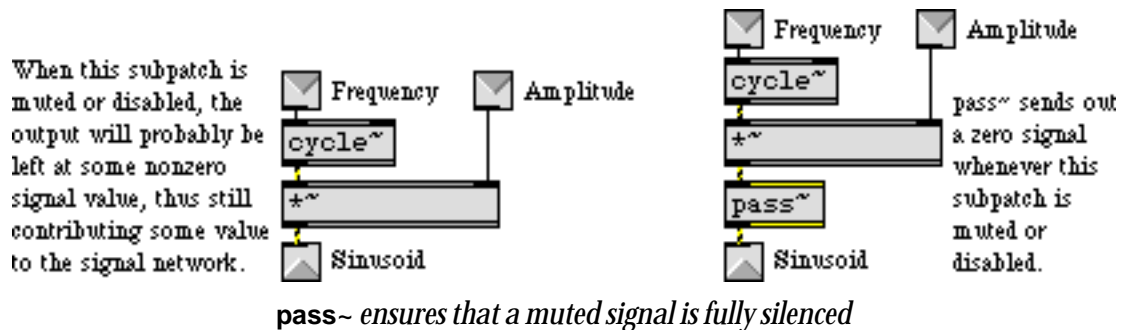 When this subpatch is
muted or disabled, the
output will probably be
left at some nonzero
signal value, thus still
contributing some value
to the signal network.
Frequency
Amplitude
cycle~
*~
Sinusoid
Frequency
Amplitude
cycle~
*~
pass~
Sinusoid
pass~ sends out
a zero signal
whenever this
subpatch is
muted or
disabled.
pass~ ensures that a muted signal is fully silenced